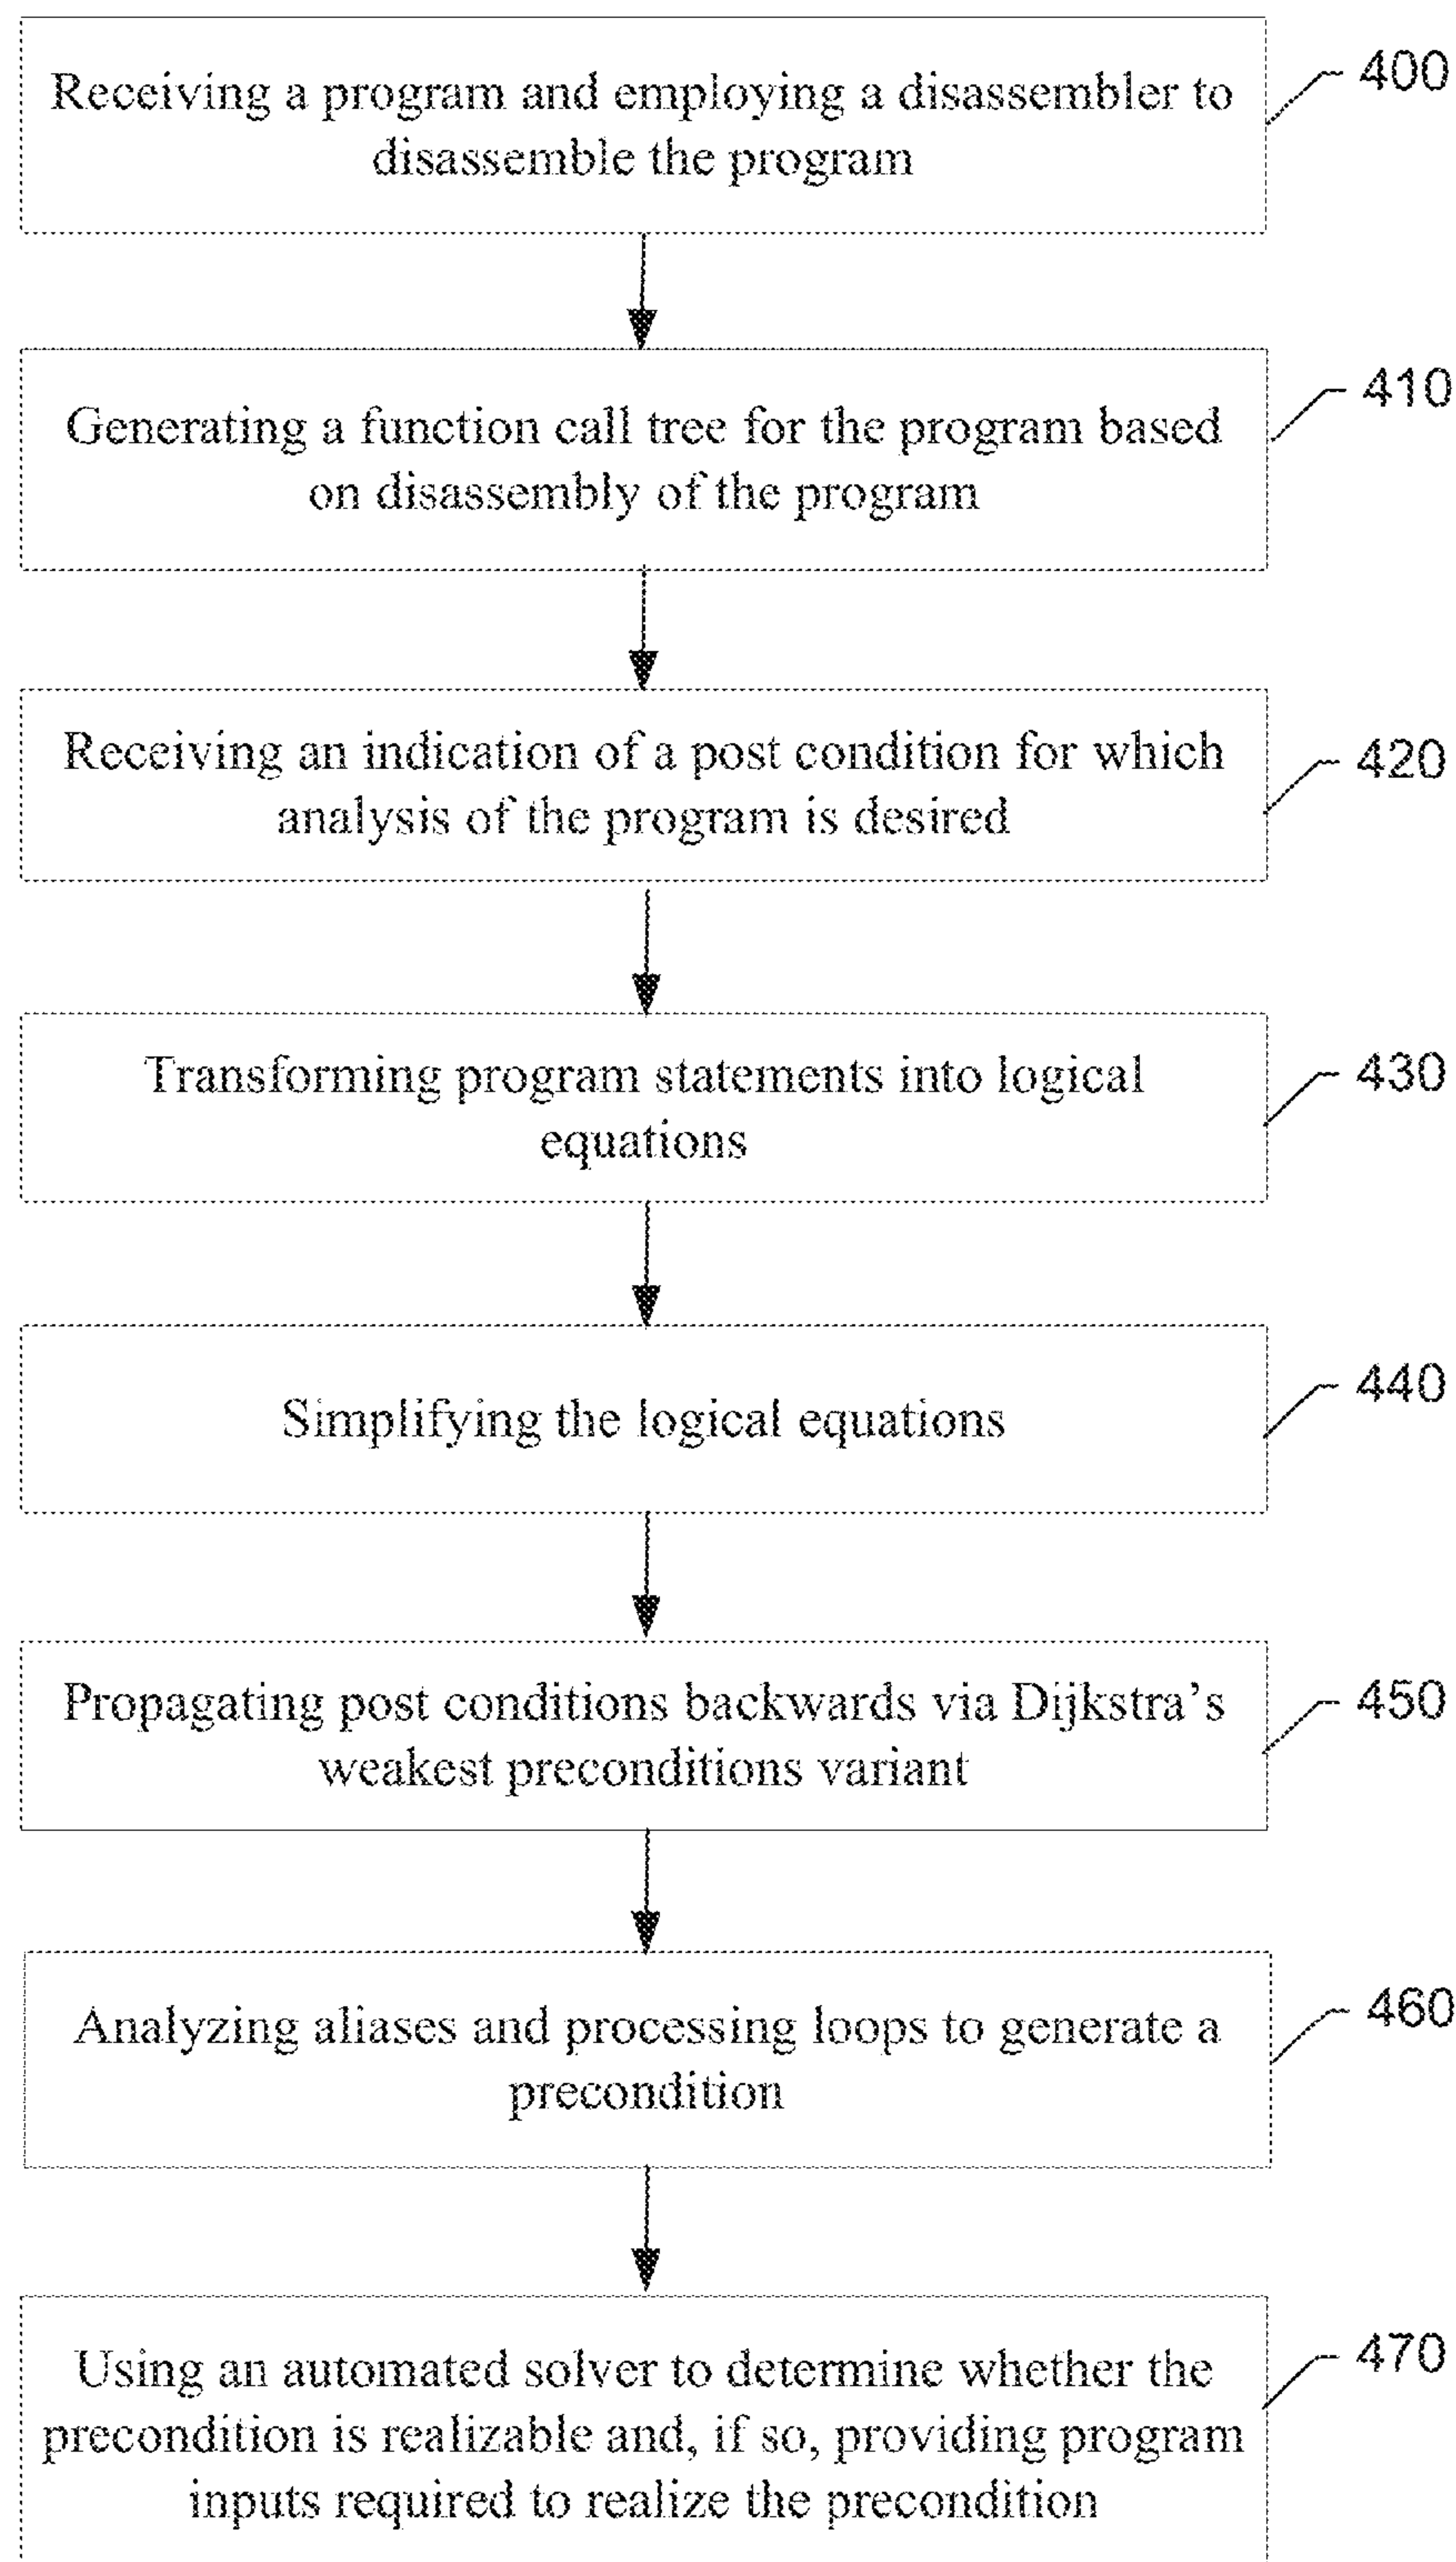 Receiving a program and employing a disassembler to
disassemble the program
400
Generating a function call tree for the program based
on disassembly of the program
410
Receiving an indication of a post condition for which
analysis of the program is desired
420
Transforming program statements into logical
equations
430
Simplifying the logical equations
440
Propagating post conditions backwards via Dijkstra's
weakest preconditions variant
450
Analyzing aliases and processing loops to generate a
precondition
460
Using an automated solver to determine whether the
precondition is realizable and, if so, providing program
inputs required to realize the precondition
470